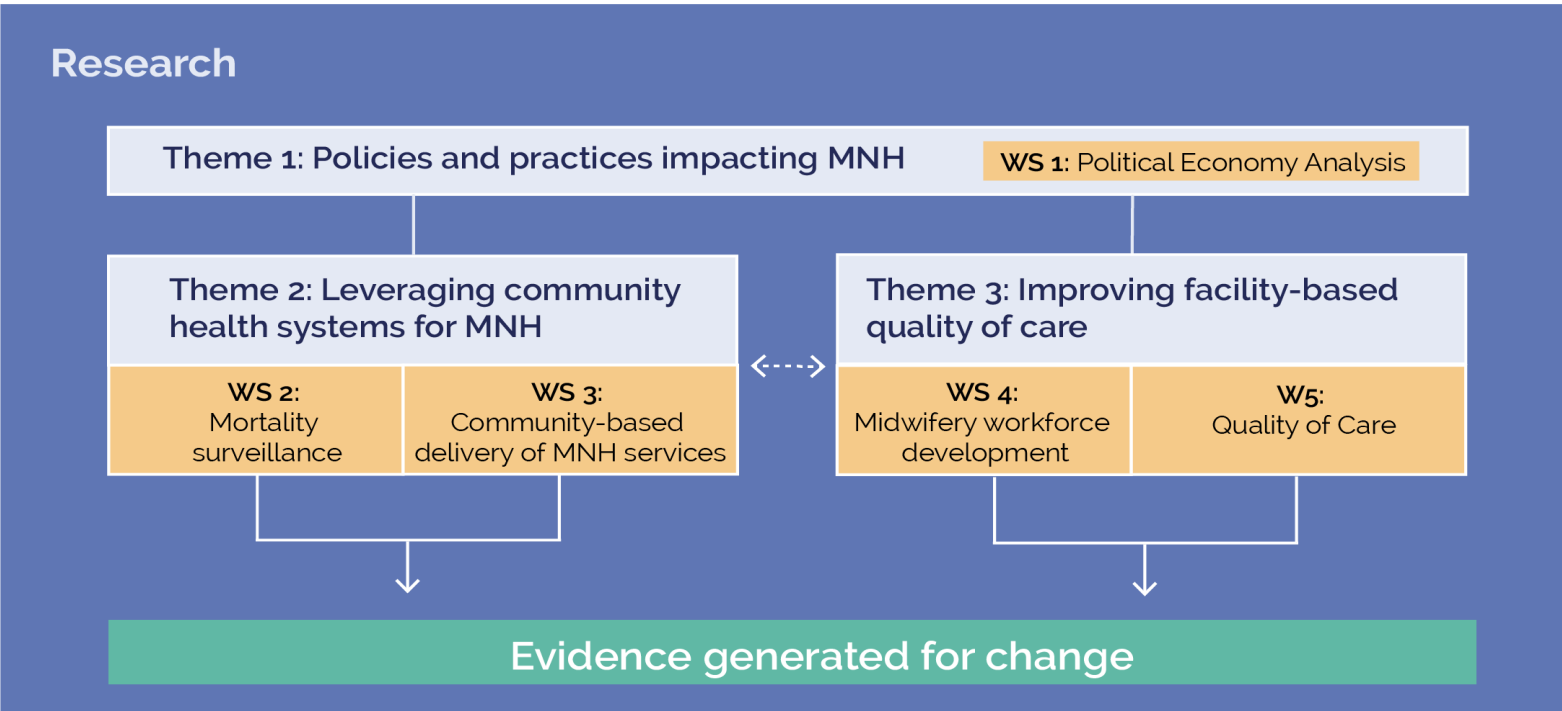 Research
Theme 1: Policies and practices impacting MNH
WS 1: Political Economy Analysis
Theme 2: Leveraging community
health systems for MNH
WS 2:
Mortality
surveillance
WS 3:
Community-based
delivery of MNH services
Theme 3: Improving facility-based
quality of care
WS 4:
Midwifery workforce
development
W5:
Quality of Care
Evidence generated for change